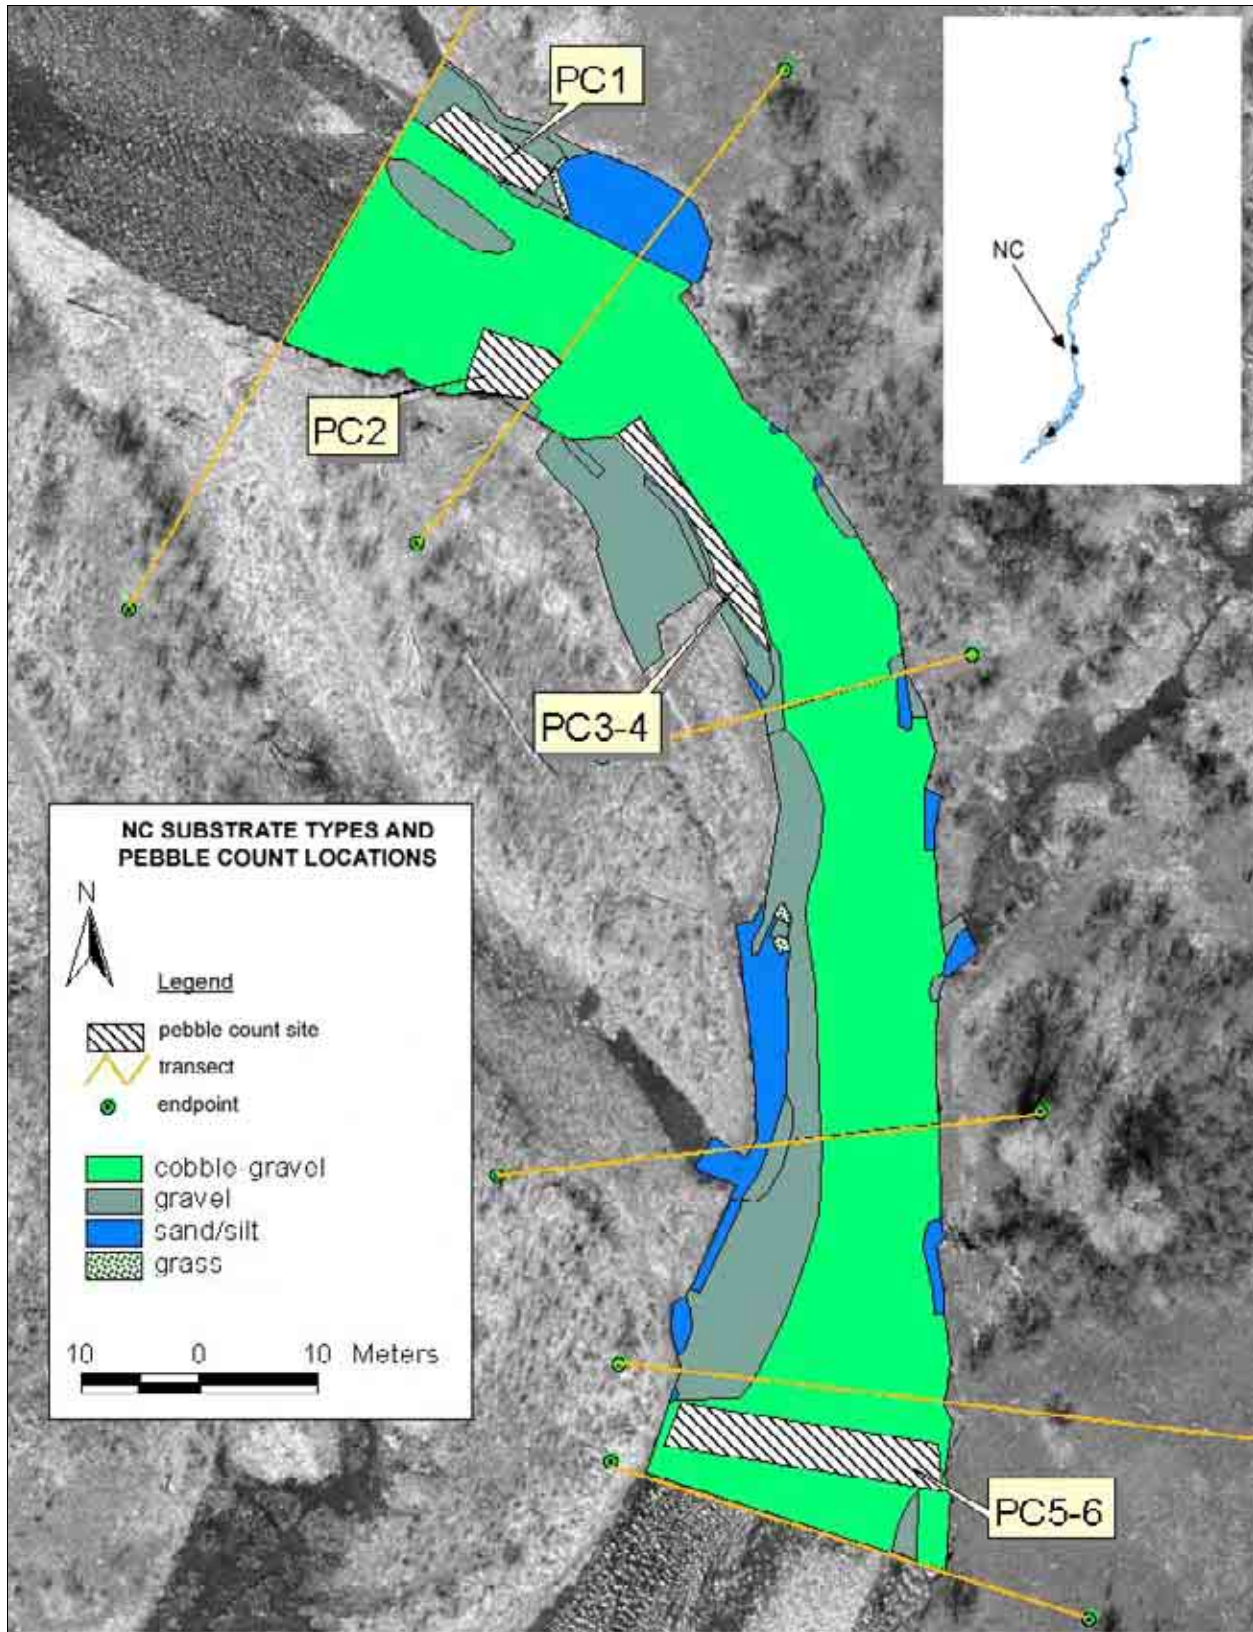 PC1
NC
PC2
PC3-4
NC SUBSTRATE TYPES AND
PEBBLE COUNT LOCATIONS
N
Legend
pebble count site
transect
endpoint
cobble-gravel
gravel
sand/silt
grass
10 0 10 Meters
PC5-6